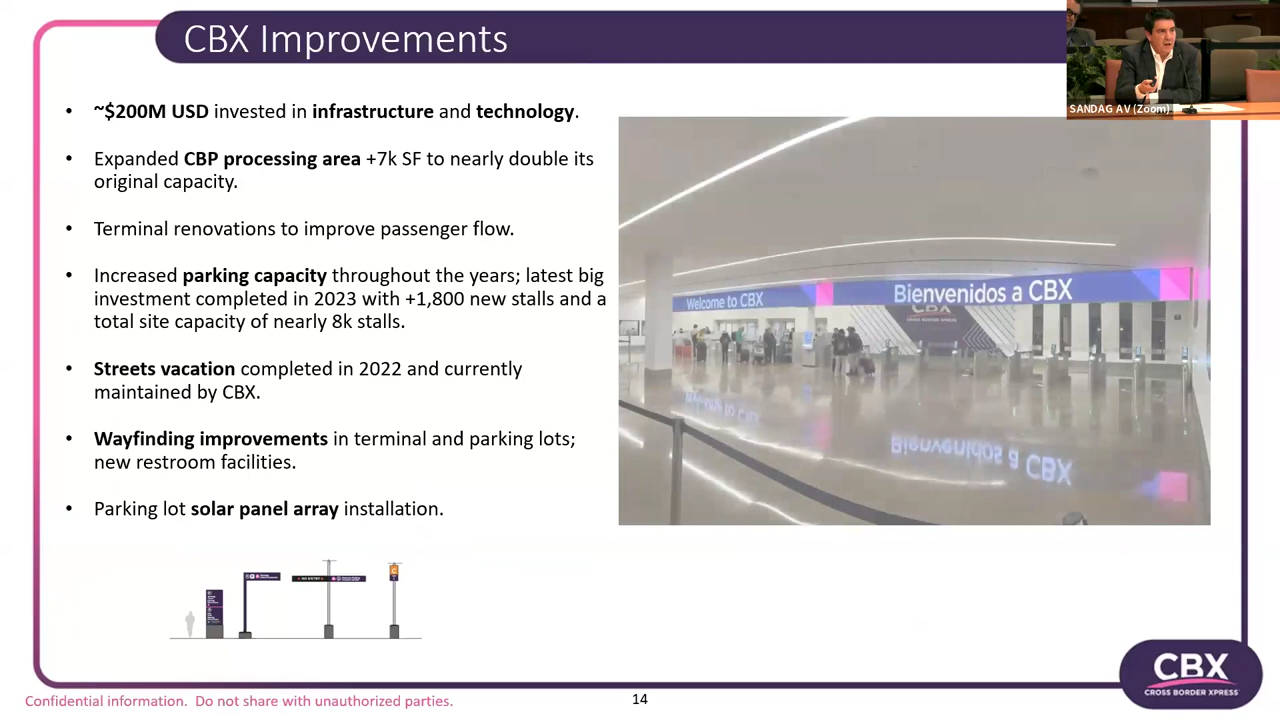 CBX Improvements
SANDAG AV (Zoom)
• ~$200M USD invested in infrastructure and technology.
• Expanded CBP processing area +7k SF to nearly double its
original capacity.
• Terminal renovations to improve passenger flow.
• Increased parking capacity throughout the years; latest big
investment completed in 2023 with +1,800 new stalls and a
total site capacity of nearly 8k stalls.
• Streets vacation completed in 2022 and currently
maintained by CBX.
• Wayfinding improvements in terminal and parking lots;
new restroom facilities.
• Parking lot solar panel array installation.
Welcome to CBX
Bienvenidos a CBX
CBX
CROSS BORDER XPRESS
NO ENTRY
CBX
CROSS BORDER XPRESS
Confidential information. Do not share with unauthorized parties.
14